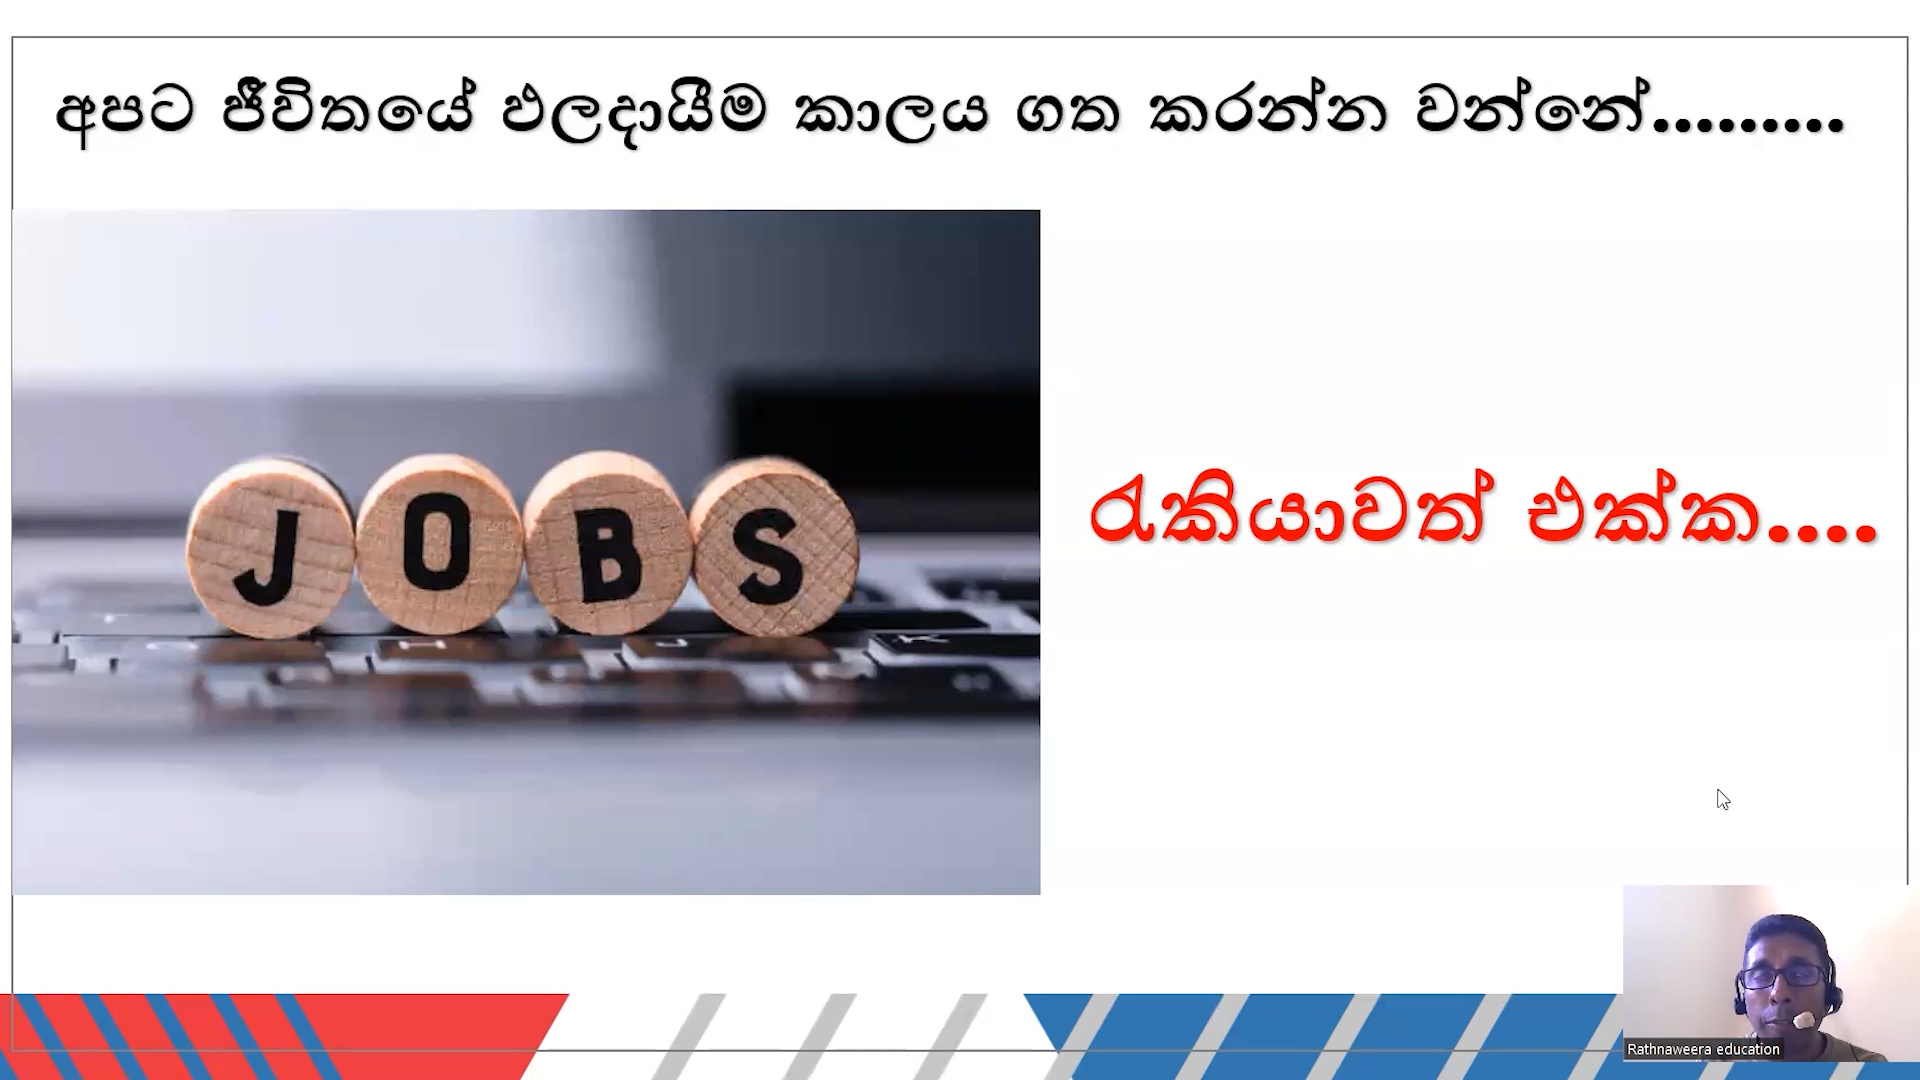 අපට ජීවිතයේ ඵලදායීම කාලය ගත කරන්න වන්නේ.........
JOBS
රැකියාවත් එක්ක....
K
Rathnaweera education